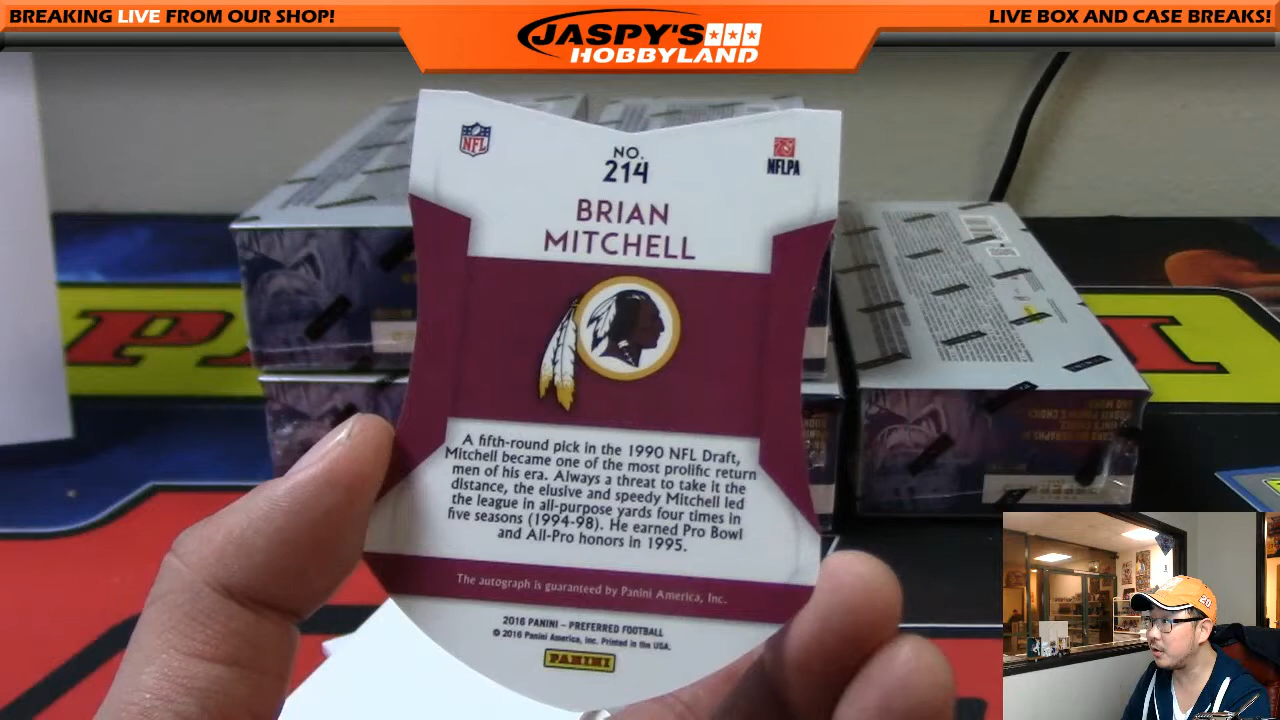 BREAKING LIVE FROM OUR SHOP!
JASPY'S
HOBBYLAND
LIVE BOX AND CASE BREAKS!
NFL
NO.
214
NFLPA
BRIAN
MITCHELL
A fifth-round pick in the 1990 NFL Draft,
Mitchell became one of the most prolific return
men of his era. Always a threat to take it the
distance, the elusive and speedy Mitchell led
the league in all-purpose yards four times in
five seasons (1994-98). He earned Pro Bowl
and All-Pro honors in 1995.
The autograph is guaranteed by Panini America, Inc.
2016 PANINI – PREFERRED FOOTBALL
© 2016 Panini America, Inc. Printed in the USA.
PANINI